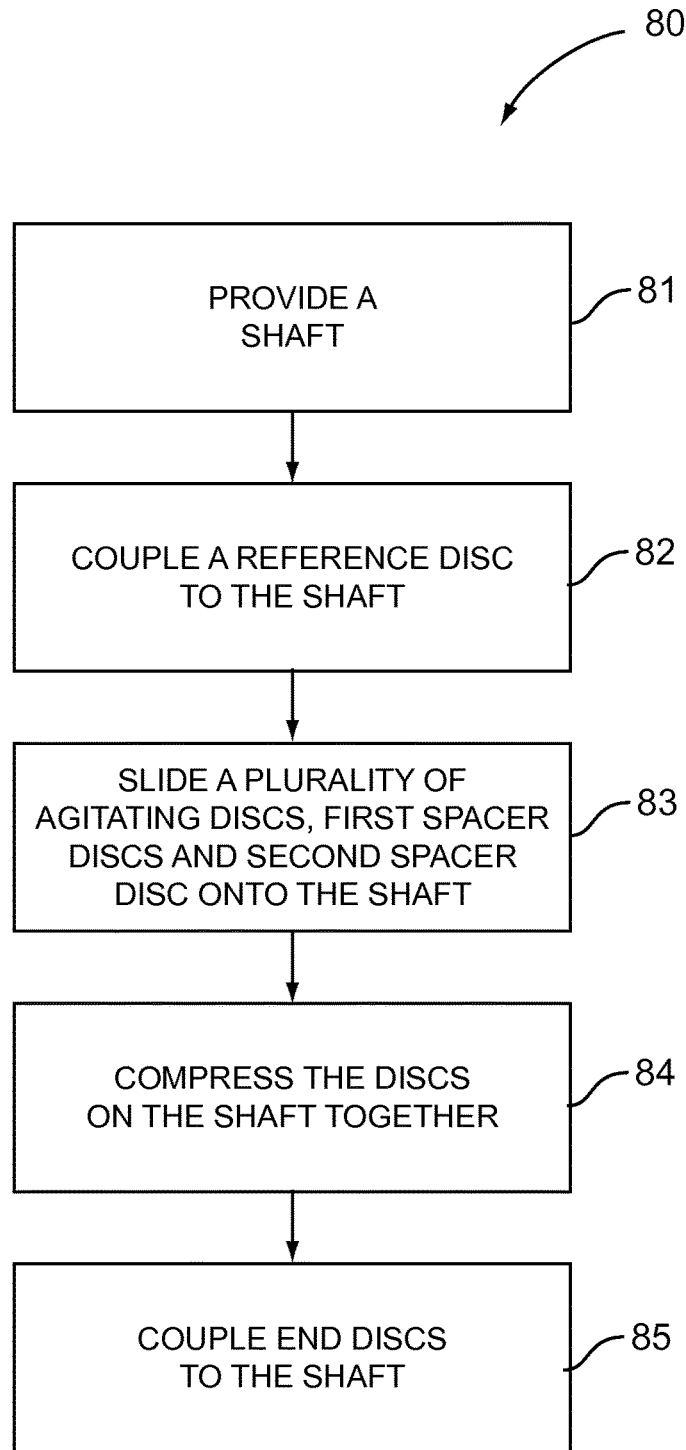 80
PROVIDE A
SHAFT
81
COUPLE A REFERENCE DISC
TO THE SHAFT
82
SLIDE A PLURALITY OF
AGITATING DISCS, FIRST SPACER
DISCS AND SECOND SPACER
DISC ONTO THE SHAFT
83
COMPRESS THE DISCS
ON THE SHAFT TOGETHER
84
COUPLE END DISCS
TO THE SHAFT
85